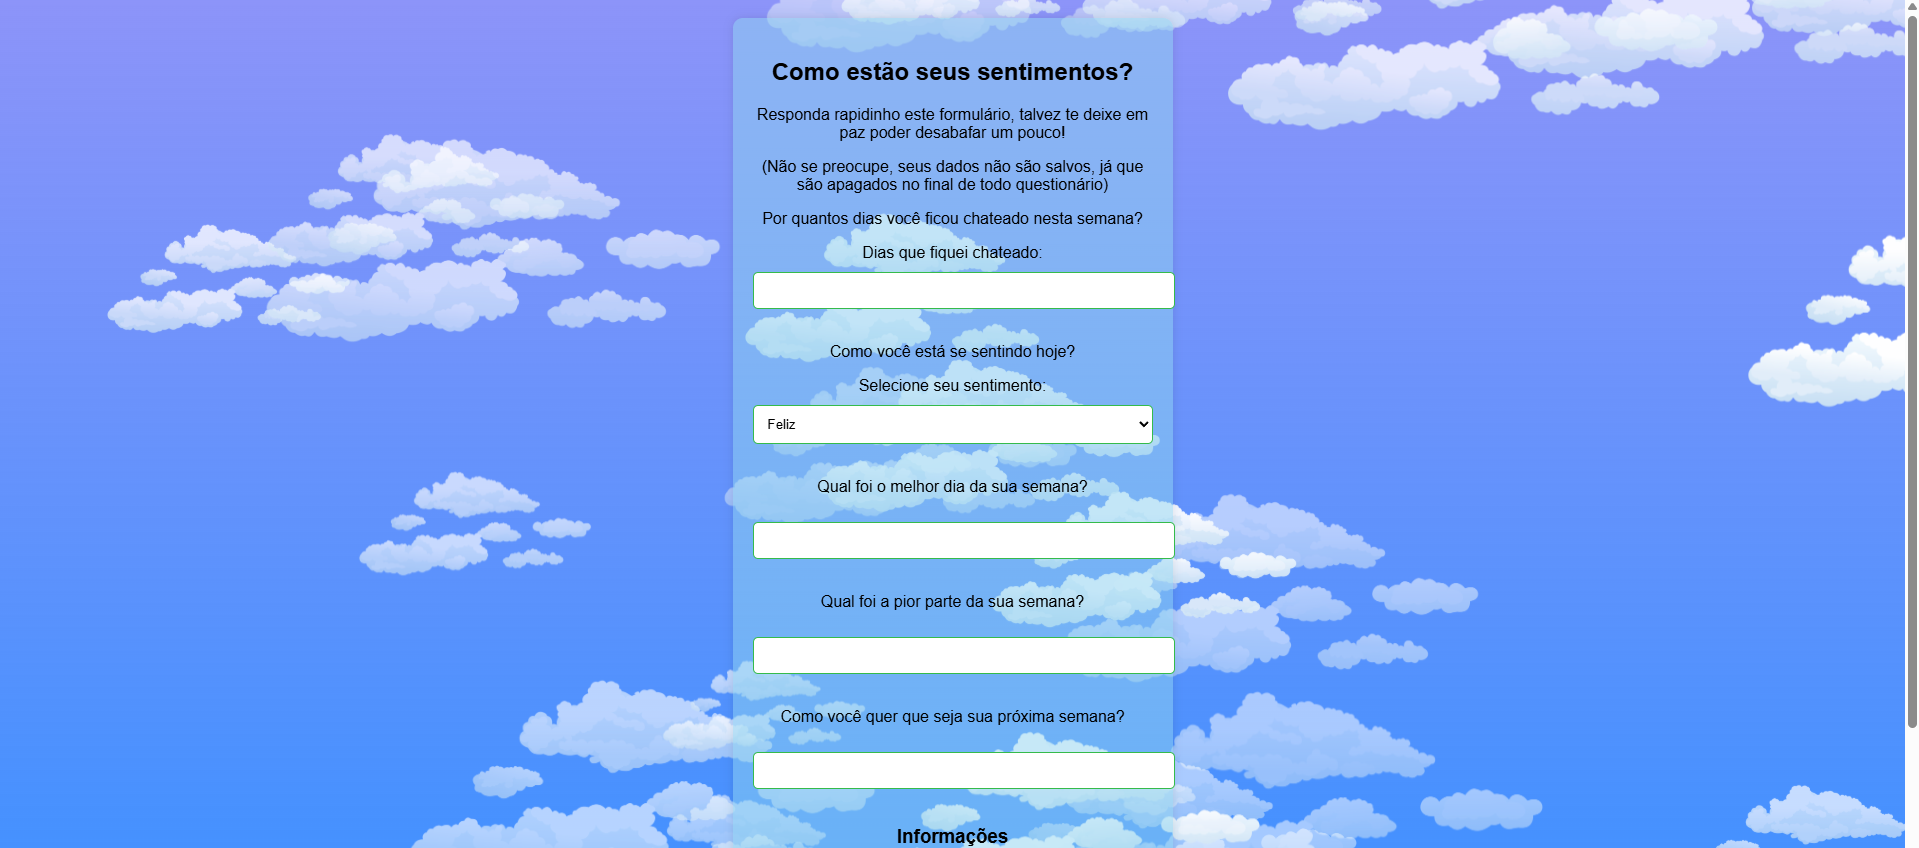 Como estão seus sentimentos?
Responda rapidinho este formulário, talvez te deixe em
paz poder desabafar um pouco!
(Não se preocupe, seus dados não são salvos, já que
são apagados no final de todo questionário)
Por quantos dias você ficou chateado nesta semana?
Dias que fiquei chateado:
Como você está se sentindo hoje?
Selecione seu sentimento:
Feliz
Qual foi o melhor dia da sua semana?
Qual foi a pior parte da sua semana?
Como você quer que seja sua próxima semana?
Informações